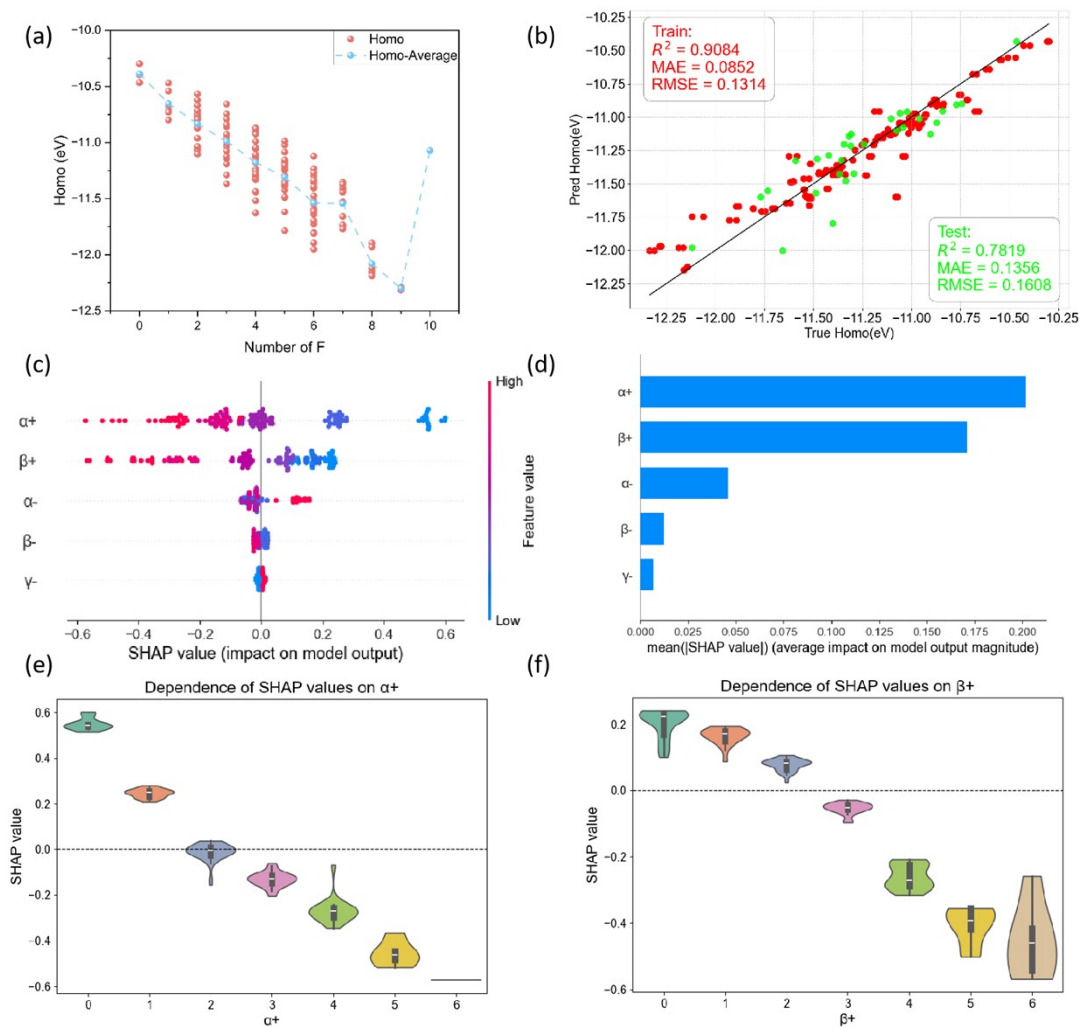 (a)
−10.0
−10.5
−11.0
−11.5
−12.0
−12.5
Homo (eV)
Homo
Homo-Average
0 2 4 6 8 10
Number of F
(b)
−10.25
−10.50
−10.75
−11.00
−11.25
−11.50
−11.75
−12.00
−12.25
Pred Homo(eV)
Train:
R² = 0.9084
MAE = 0.0852
RMSE = 0.1314
Test:
R² = 0.7819
MAE = 0.1356
RMSE = 0.1608
−12.25 −12.00 −11.75 −11.50 −11.25 −11.00 −10.75 −10.50 −10.25
True Homo(eV)
(c)
α+
β+
α-
β-
γ-
High
Feature value
Low
−0.6 −0.4 −0.2 0.0 0.2 0.4 0.6
SHAP value (impact on model output)
(d)
α+
β+
α-
β-
γ-
0.000 0.025 0.050 0.075 0.100 0.125 0.150 0.175 0.200
mean(|SHAP value|) (average impact on model output magnitude)
(e)
Dependence of SHAP values on α+
0.6
0.4
0.2
0.0
−0.2
−0.4
−0.6
SHAP value
0 1 2 3 4 5 6
α+
(f)
Dependence of SHAP values on β+
0.2
0.0
−0.2
−0.4
−0.6
SHAP value
0 1 2 3 4 5 6
β+